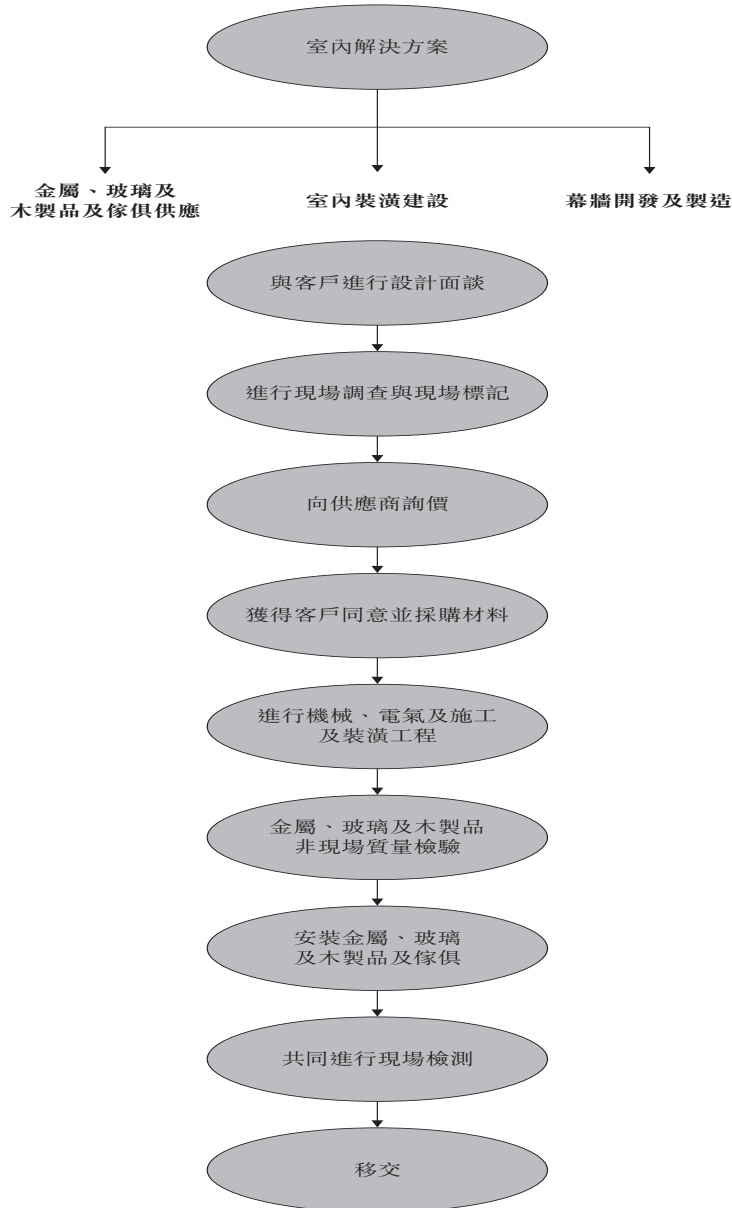 室內解決方案
金屬、玻璃及
木製品及傢俱供應
室內裝潢建設
幕牆開發及製造
與客戶進行設計面談
進行現場調查與現場標記
向供應商詢價
獲得客戶同意並採購材料
進行機械、電氣及施工
及裝潢工程
金屬、玻璃及木製品
非現場質量檢驗
安裝金屬、玻璃
及木製品及傢俱
共同進行現場檢測
移交